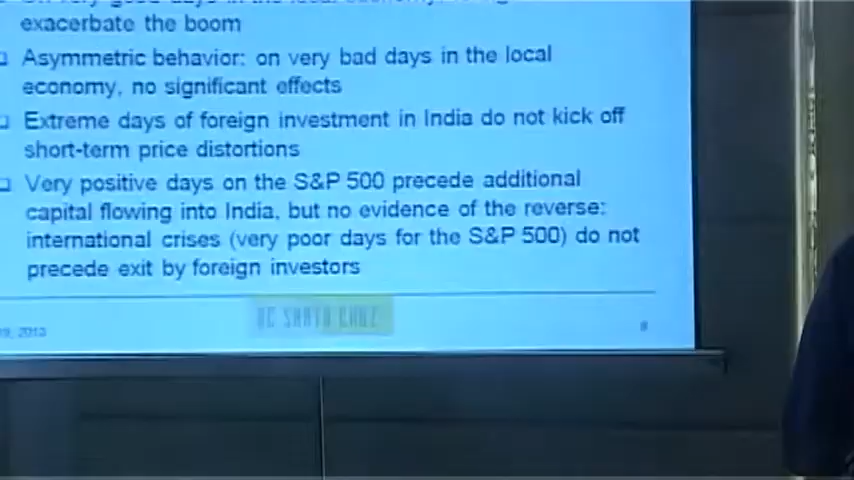 exacerbate the boom
Asymmetric behavior: on very bad days in the local
economy, no significant effects
Extreme days of foreign investment in India do not kick off
short-term price distortions
Very positive days on the S&P 500 precede additional
capital flowing into India, but no evidence of the reverse:
international crises (very poor days for the S&P 500) do not
precede exit by foreign investors
UC SANTA CRUZ